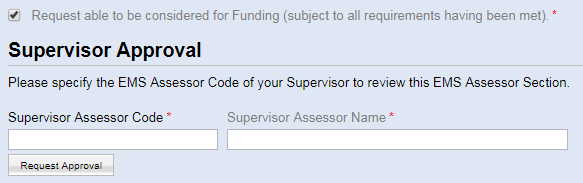 Request able to be considered for Funding (subject to all requirements having been met). *
Supervisor Approval
Please specify the EMS Assessor Code of your Supervisor to review this EMS Assessor Section.
Supervisor Assessor Code * Supervisor Assessor Name *
Request Approval